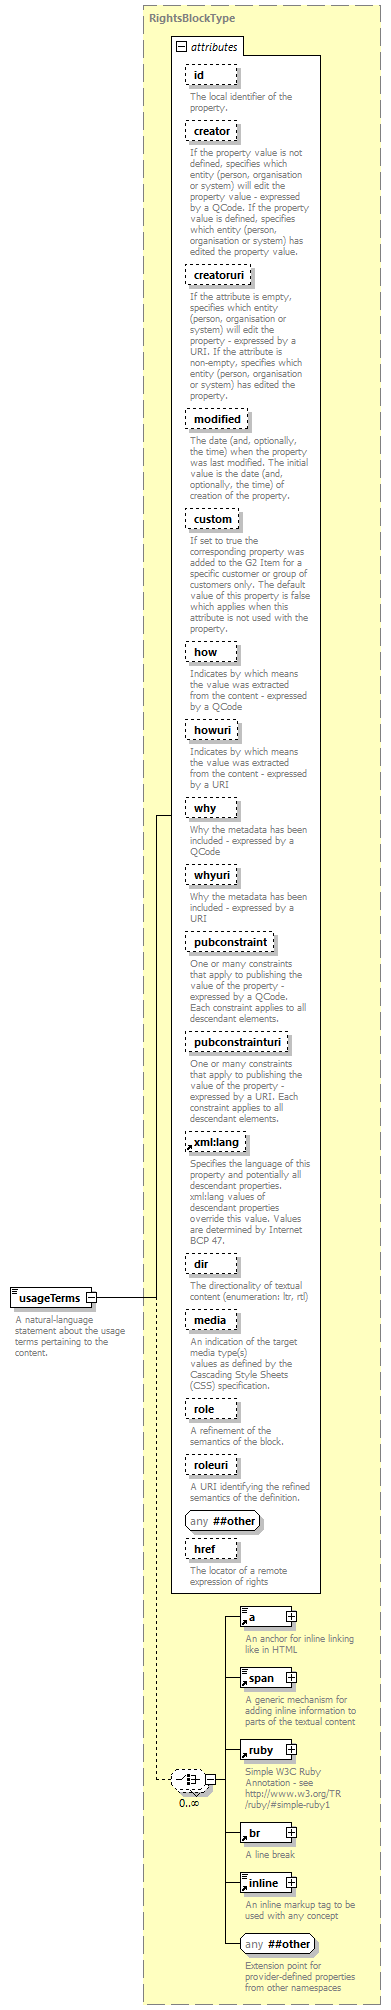 RightsBlockType
attributes
id
The local identifier of the
property.
creator
If the property value is not
defined, specifies which
entity (person, organisation
or system) will edit the
property value - expressed
by a QCode. If the property
value is defined, specifies
which entity (person,
organisation or system) has
edited the property value.
creatoruri
If the attribute is empty,
specifies which entity
(person, organisation or
system) will edit the
property - expressed by a
URI. If the attribute is
non-empty, specifies which
entity (person, organisation
or system) has edited the
property.
modified
The date (and, optionally,
the time) when the property
was last modified. The initial
value is the date (and,
optionally, the time) of
creation of the property.
custom
If set to true the
corresponding property was
added to the G2 Item for a
specific customer or group of
customers only. The default
value of this property is false
which applies when this
attribute is not used with the
property.
how
Indicates by which means
the value was extracted
from the content - expressed
by a QCode
howuri
Indicates by which means
the value was extracted
from the content - expressed
by a URI
why
Why the metadata has been
included - expressed by a
QCode
whyuri
Why the metadata has been
included - expressed by a
URI
pubconstraint
One or many constraints
that apply to publishing the
value of the property -
expressed by a QCode.
Each constraint applies to all
descendant elements.
pubconstrainturi
One or many constraints
that apply to publishing the
value of the property -
expressed by a URI. Each
constraint applies to all
descendant elements.
xml:lang
Specifies the language of this
property and potentially all
descendant properties.
xml:lang values of
descendant properties
override this value. Values
are determined by Internet
BCP 47.
dir
The directionality of textual
content (enumeration: ltr, rtl)
usageTerms
A natural-language
statement about the usage
terms pertaining to the
content.
media
An indication of the target
media type(s)
values as defined by the
Cascading Style Sheets
(CSS) specification.
role
A refinement of the
semantics of the block.
roleuri
A URI identifying the refined
semantics of the definition.
any ##other
href
The locator of a remote
expression of rights
a
An anchor for inline linking
like in HTML
span
A generic mechanism for
adding inline information to
parts of the textual content
ruby
Simple W3C Ruby
Annotation - see
http://www.w3.org/TR
/ruby/#simple-ruby1
0..∞
br
A line break
inline
An inline markup tag to be
used with any concept
any ##other
Extension point for
provider-defined properties
from other namespaces